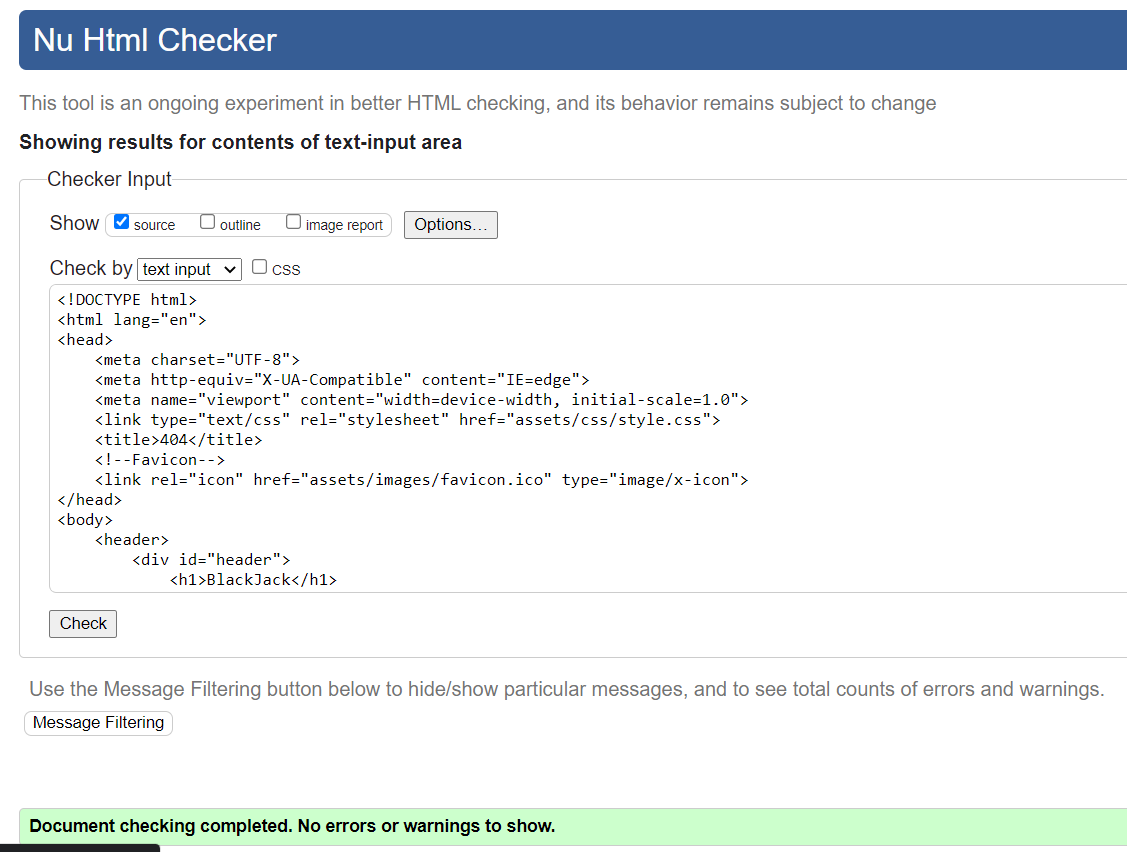 Nu Html Checker
This tool is an ongoing experiment in better HTML checking, and its behavior remains subject to change
Showing results for contents of text-input area
Checker Input
Show source outline image report Options...
Check by text input CSS
<!DOCTYPE html>
<html lang="en">
<head>
    <meta charset="UTF-8">
    <meta http-equiv="X-UA-Compatible" content="IE=edge">
    <meta name="viewport" content="width=device-width, initial-scale=1.0">
    <link type="text/css" rel="stylesheet" href="assets/css/style.css">
    <title>404</title>
    <!--Favicon-->
    <link rel="icon" href="assets/images/favicon.ico" type="image/x-icon">
</head>
<body>
    <header>
        <div id="header">
            <h1>BlackJack</h1>
Check
Use the Message Filtering button below to hide/show particular messages, and to see total counts of errors and warnings.
Message Filtering
Document checking completed. No errors or warnings to show.